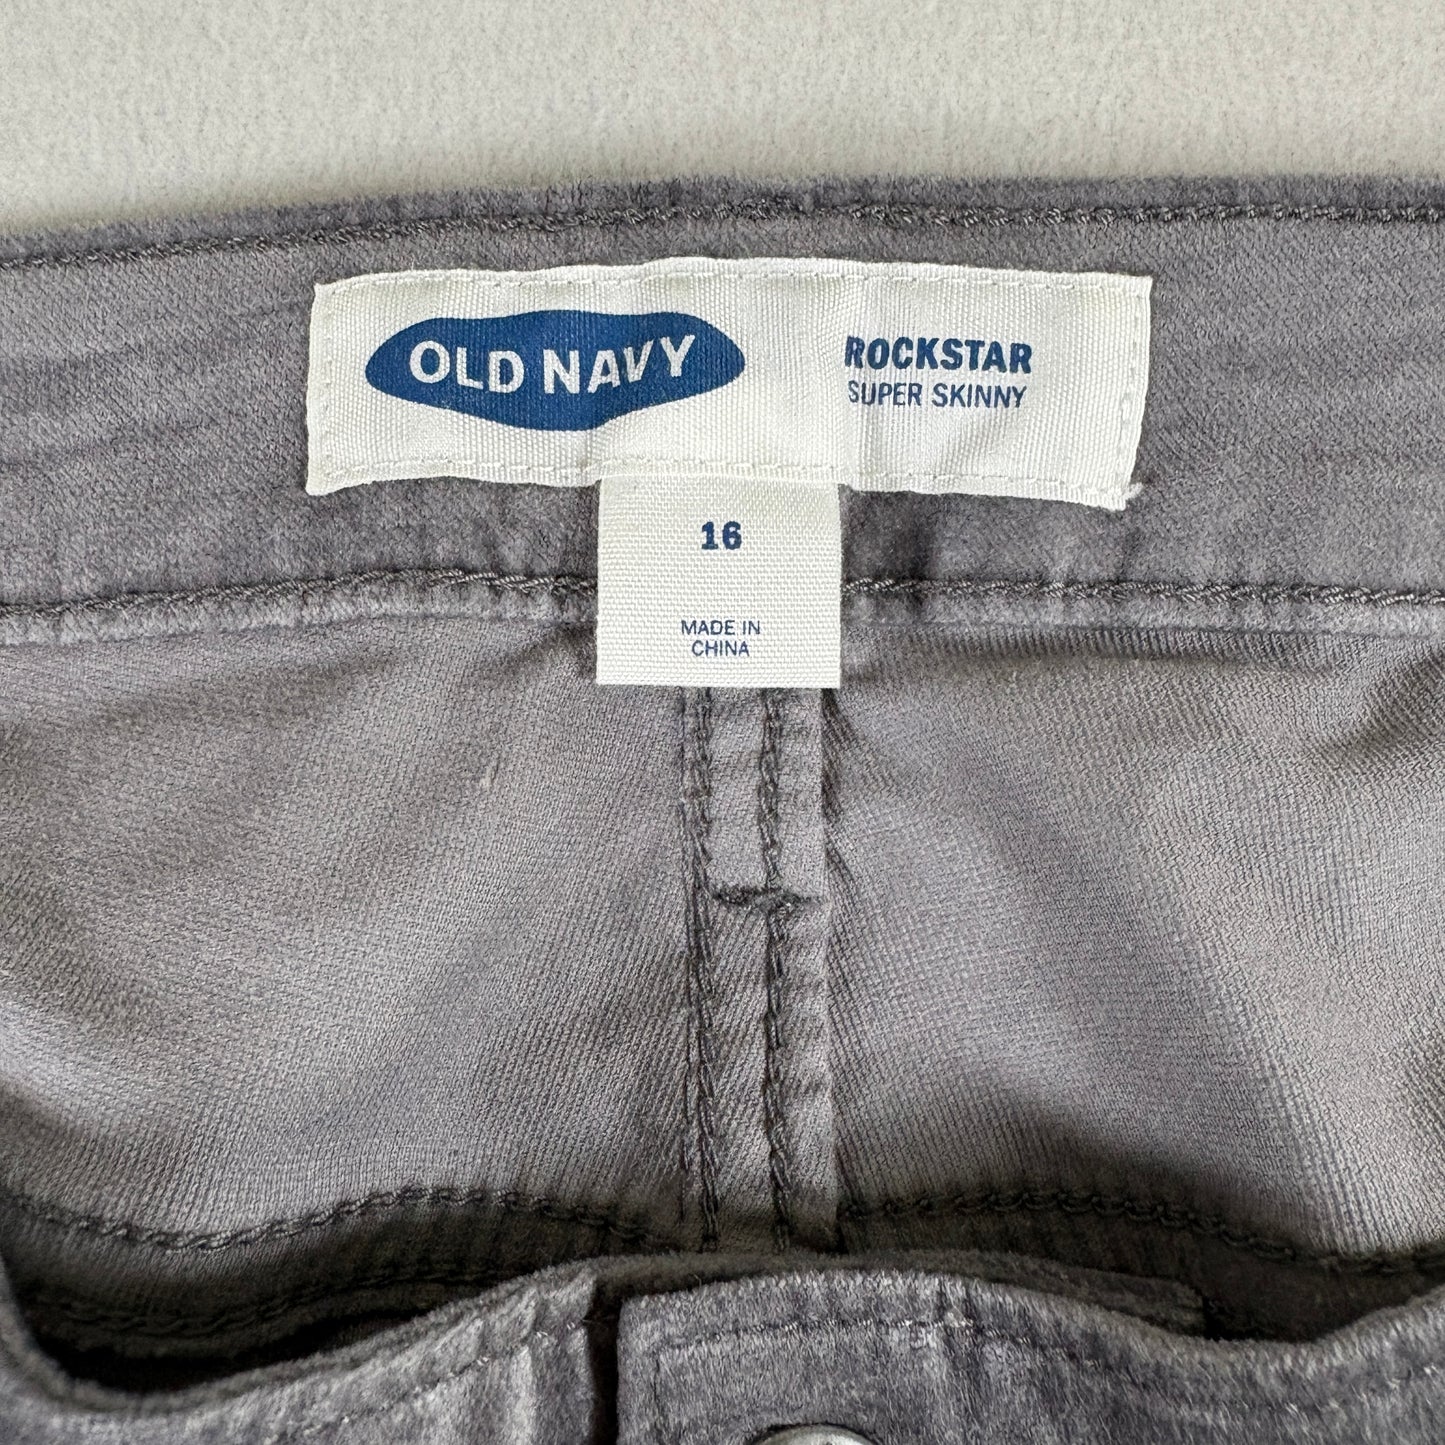 OLD NAVY
ROCKSTAR
SUPER SKINNY
16
MADE IN
CHINA